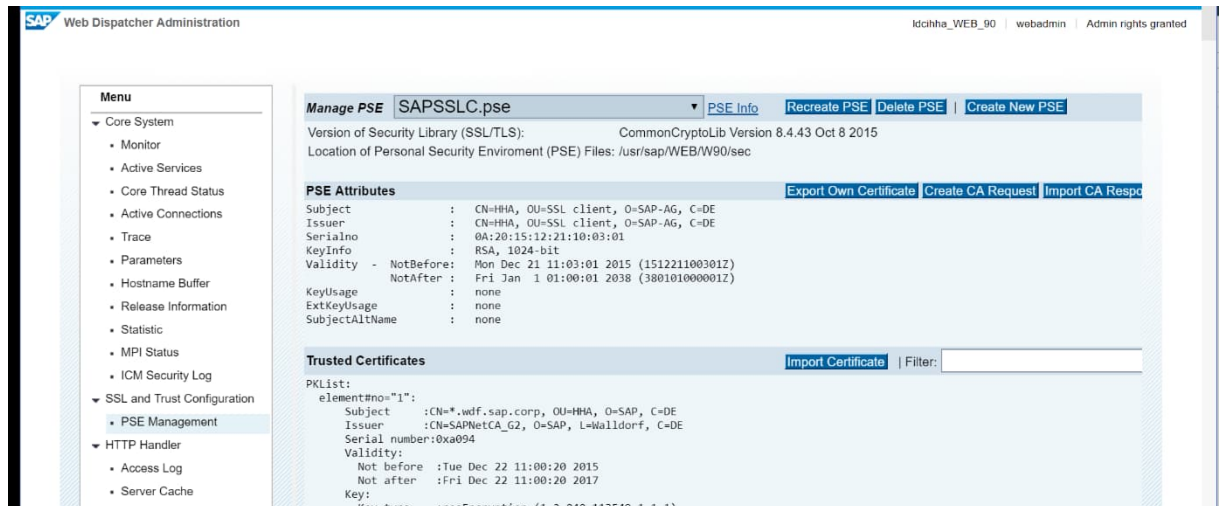 SAP Web Dispatcher Administration
ldcihha_WEB_90 | webadmin | Admin rights granted
Menu
Core System
Monitor
Active Services
Core Thread Status
Active Connections
Trace
Parameters
Hostname Buffer
Release Information
Statistic
MPI Status
ICM Security Log
SSL and Trust Configuration
PSE Management
HTTP Handler
Access Log
Server Cache
Manage PSE SAPSSLC.pse PSE Info Recreate PSE Delete PSE | Create New PSE
Version of Security Library (SSL/TLS): CommonCryptoLib Version 8.4.43 Oct 8 2015
Location of Personal Security Enviroment (PSE) Files: /usr/sap/WEB/W90/sec
PSE Attributes Export Own Certificate Create CA Request Import CA Respo
Subject : CN=HHA, OU=SSL client, O=SAP-AG, C=DE
Issuer : CN=HHA, OU=SSL client, O=SAP-AG, C=DE
Serialno : 0A:20:15:12:21:10:03:01
KeyInfo : RSA, 1024-bit
Validity - NotBefore: Mon Dec 21 11:03:01 2015 (151221100301Z)
NotAfter : Fri Jan 1 01:00:01 2038 (380101000001Z)
KeyUsage : none
ExtKeyUsage : none
SubjectAltName : none
Trusted Certificates Import Certificate | Filter:
PKList:
element#no="1":
Subject :CN=*.wdf.sap.corp, OU=HHA, O=SAP, C=DE
Issuer :CN=SAPNetCA_G2, O=SAP, L=Walldorf, C=DE
Serial number:0xa094
Validity:
Not before :Tue Dec 22 11:00:20 2015
Not after :Fri Dec 22 11:00:20 2017
Key: